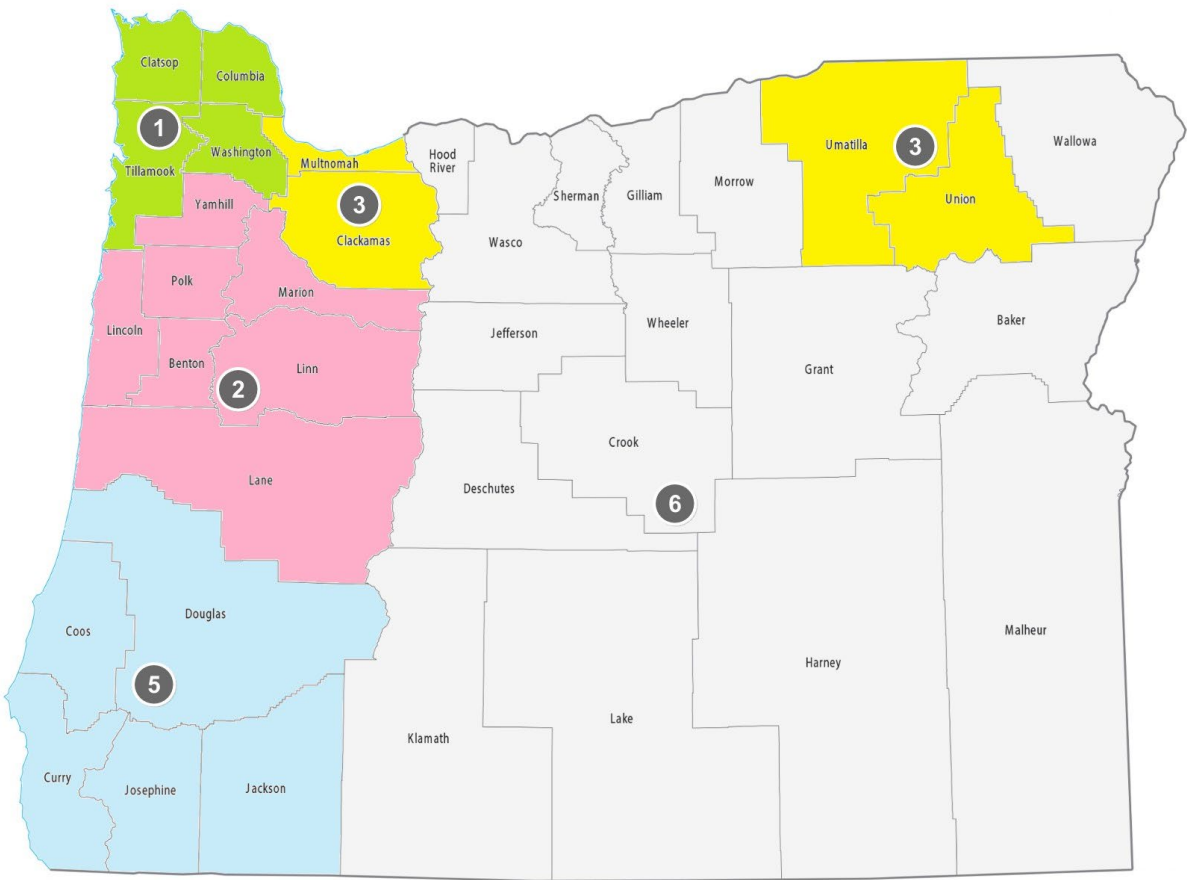 Clatsop
Columbia
1
Washington
Tillamook
Multnomah
Hood
River
Umatilla
3
Wallowa
Morrow
Gilliam
Sherman
Union
Yamhill
3
Clackamas
Wasco
Polk
Marion
Lincoln
Jefferson
Wheeler
Baker
Benton
Linn
Grant
2
Crook
Lane
Deschutes
6
Douglas
Coos
Malheur
Harney
5
Lake
Klamath
Curry
Josephine
Jackson